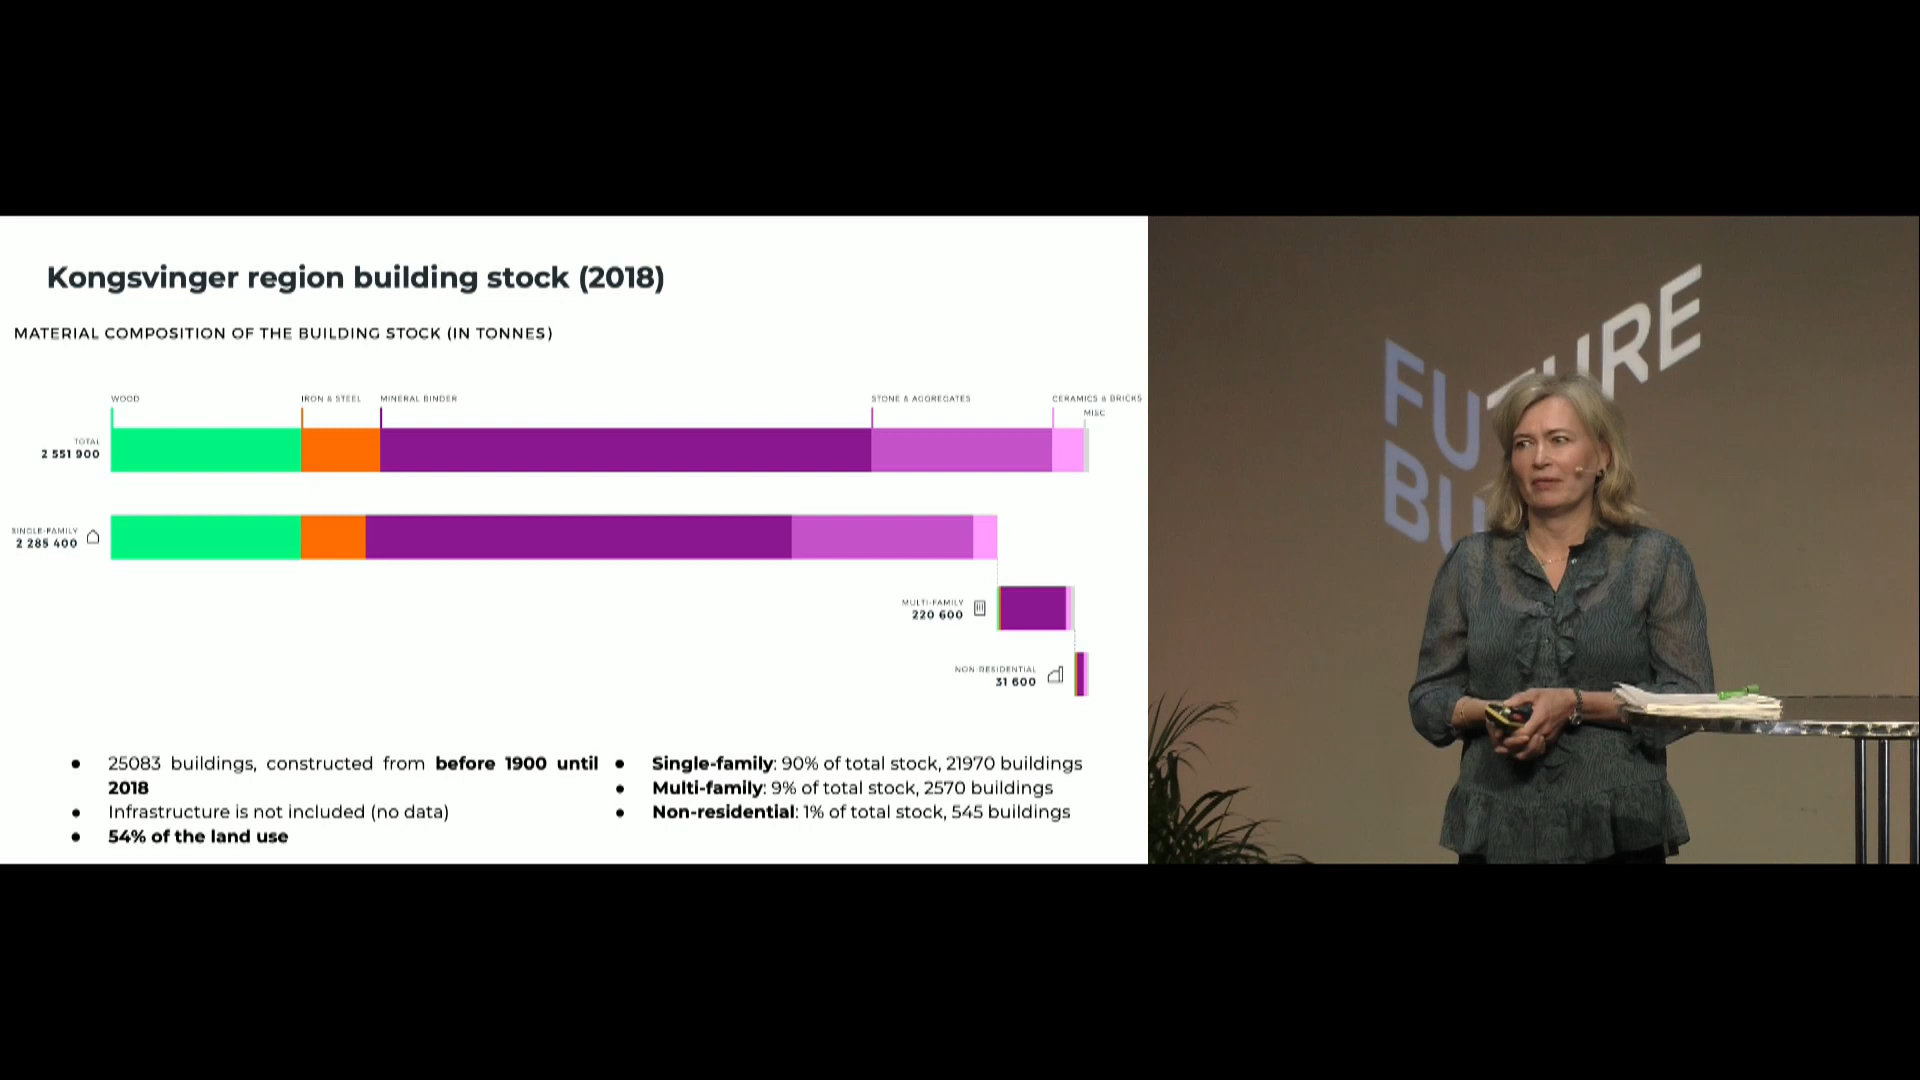 Kongsvinger region building stock (2018)
MATERIAL COMPOSITION OF THE BUILDING STOCK (IN TONNES)
WOOD
IRON & STEEL
MINERAL BINDER
STONE & AGGREGATES
CERAMICS & BRICKS
MISC
TOTAL
2 551 900
SINGLE-FAMILY
2 285 400
MULTI-FAMILY
220 600
NON-RESIDENTIAL
31 600
● 25083 buildings, constructed from before 1900 until
2018
● Infrastructure is not included (no data)
● 54% of the land use
● Single-family: 90% of total stock, 21970 buildings
● Multi-family: 9% of total stock, 2570 buildings
● Non-residential: 1% of total stock, 545 buildings
FUTURE
BU